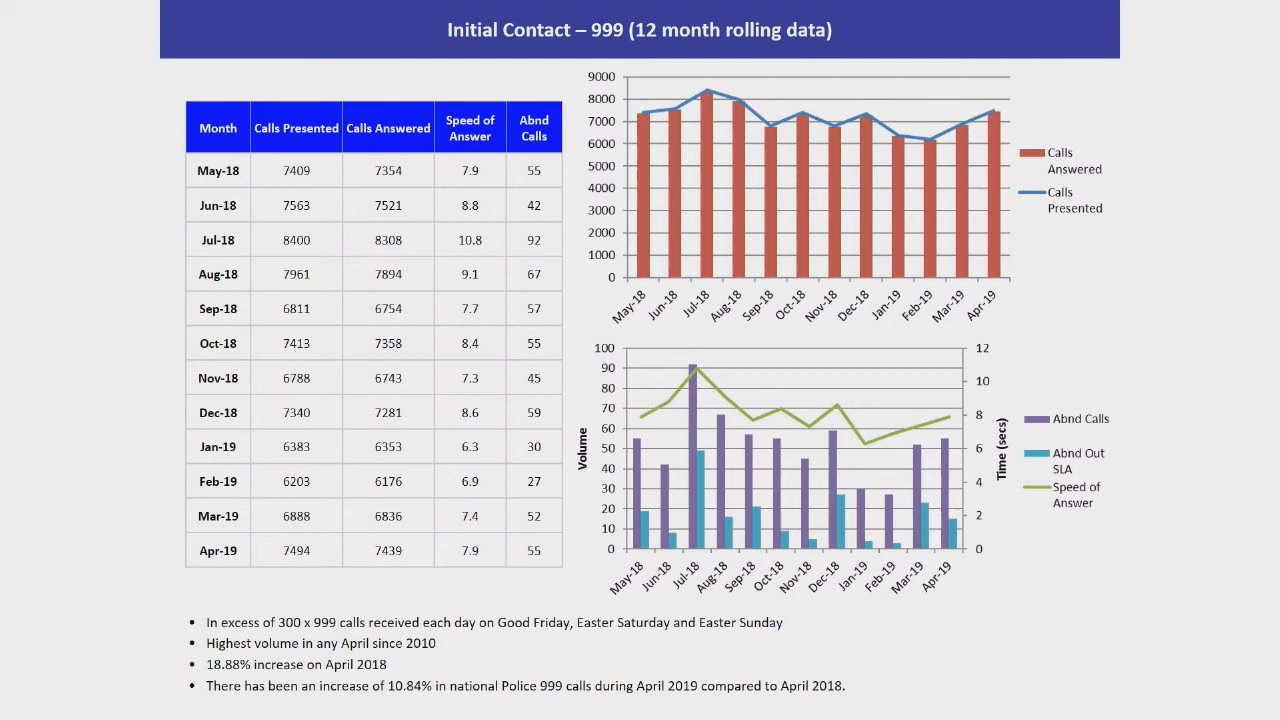 Initial Contact – 999 (12 month rolling data)
Month Calls Presented Calls Answered Speed of Answer Abnd Calls
May-18 7409 7354 7.9 55
Jun-18 7563 7521 8.8 42
Jul-18 8400 8308 10.8 92
Aug-18 7961 7894 9.1 67
Sep-18 6811 6754 7.7 57
Oct-18 7413 7358 8.4 55
Nov-18 6788 6743 7.3 45
Dec-18 7340 7281 8.6 59
Jan-19 6383 6353 6.3 30
Feb-19 6203 6176 6.9 27
Mar-19 6888 6836 7.4 52
Apr-19 7494 7439 7.9 55
9000
8000
7000
6000
5000
4000
3000
2000
1000
0
May-18 Jun-18 Jul-18 Aug-18 Sep-18 Oct-18 Nov-18 Dec-18 Jan-19 Feb-19 Mar-19 Apr-19
Calls
Answered
Calls
Presented
Volume
100
90
80
70
60
50
40
30
20
10
0
12
10
8
6
4
2
0
Time (secs)
May-18 Jun-18 Jul-18 Aug-18 Sep-18 Oct-18 Nov-18 Dec-18 Jan-19 Feb-19 Mar-19 Apr-19
Abnd Calls
Abnd Out
SLA
Speed of
Answer
• In excess of 300 x 999 calls received each day on Good Friday, Easter Saturday and Easter Sunday
• Highest volume in any April since 2010
• 18.88% increase on April 2018
• There has been an increase of 10.84% in national Police 999 calls during April 2019 compared to April 2018.